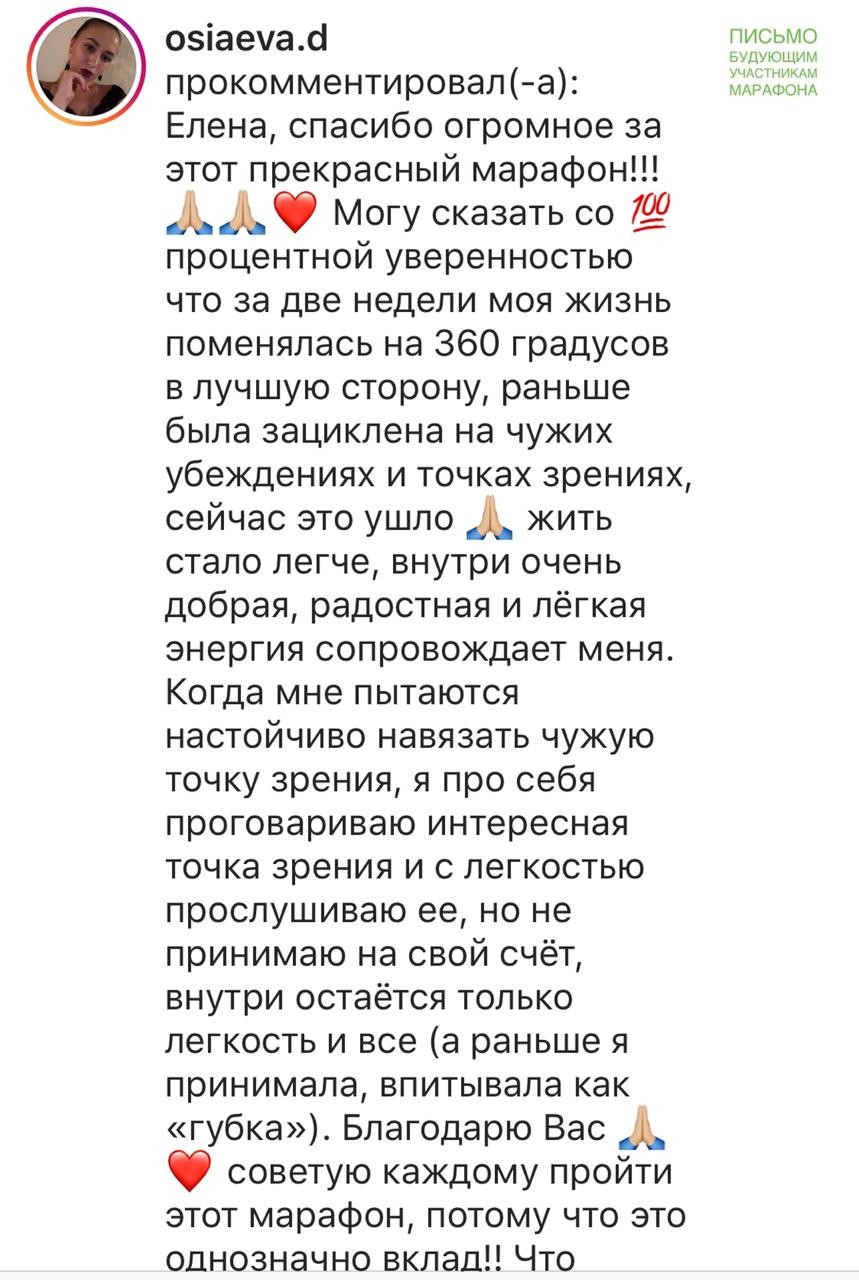 osiaeva.d
прокомментировал(-а):
Елена, спасибо огромное за
этот прекрасный марафон!!!
🙏🏼🙏🏼❤️ Могу сказать со 💯
процентной уверенностью
что за две недели моя жизнь
поменялась на 360 градусов
в лучшую сторону, раньше
была зациклена на чужих
убеждениях и точках зрениях,
сейчас это ушло 🙏🏼 жить
стало легче, внутри очень
добрая, радостная и лёгкая
энергия сопровождает меня.
Когда мне пытаются
настойчиво навязать чужую
точку зрения, я про себя
проговариваю интересная
точка зрения и с легкостью
прослушиваю ее, но не
принимаю на свой счёт,
внутри остаётся только
легкость и все (а раньше я
принимала, впитывала как
«губка»). Благодарю Вас 🙏🏼
❤️ советую каждому пройти
этот марафон, потому что это
однозначно вклад!! Что
ПИСЬМО
БУДУЮЩИМ
УЧАСТНИКАМ
МАРАФОНА